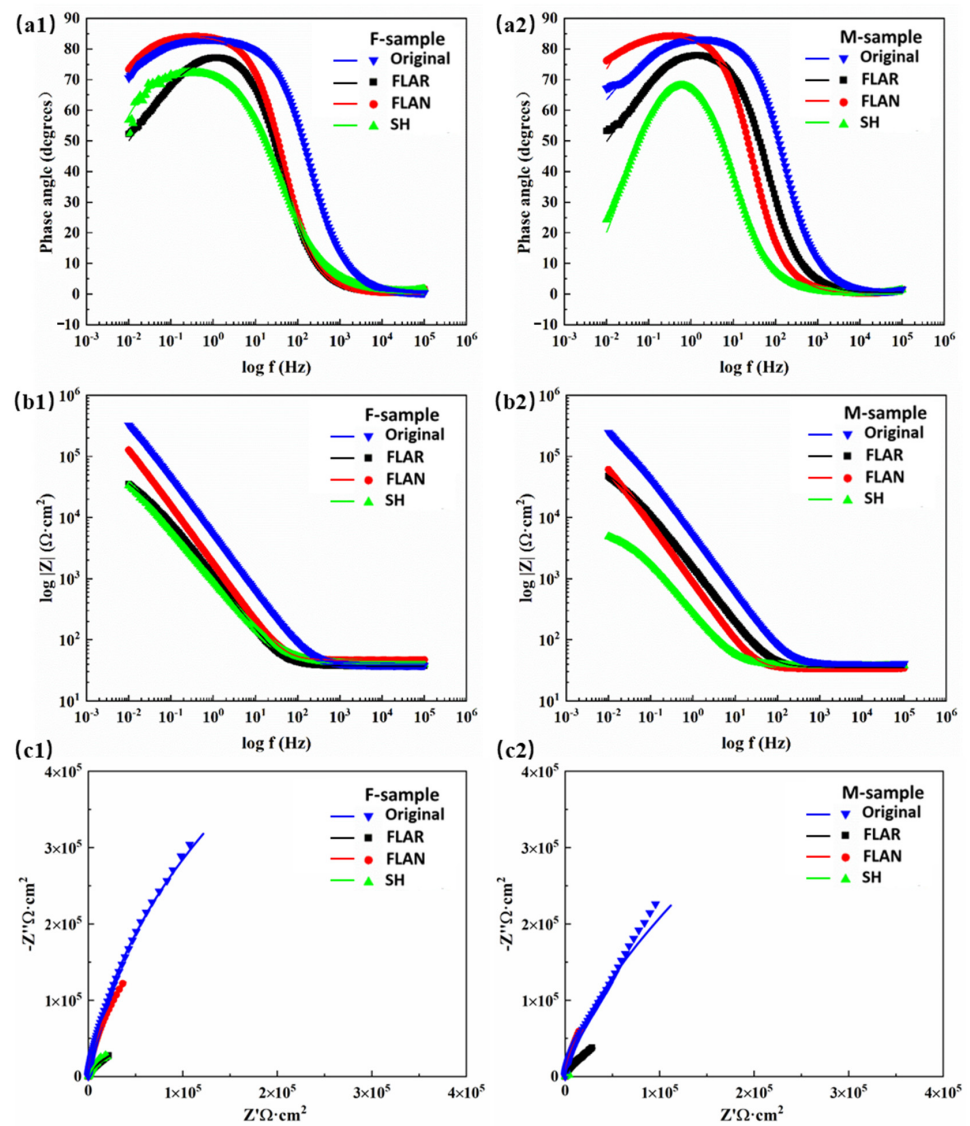 (a1)
90
80
70
60
50
40
30
20
10
0
−10
Phase angle (degrees)
F-sample
Original
FLAR
FLAN
SH
10-3 10-2 10-1 100 101 102 103 104 105 106
log f (Hz)
(a2)
90
80
70
60
50
40
30
20
10
0
−10
Phase angle (degrees)
M-sample
Original
FLAR
FLAN
SH
10-3 10-2 10-1 100 101 102 103 104 105 106
log f (Hz)
(b1)
106
105
104
103
102
101
log |Z| (Ω·cm2)
F-sample
Original
FLAR
FLAN
SH
10-3 10-2 10-1 100 101 102 103 104 105 106
log f (Hz)
(b2)
106
105
104
103
102
101
log |Z| (Ω·cm2)
M-sample
Original
FLAR
FLAN
SH
10-3 10-2 10-1 100 101 102 103 104 105 106
log f (Hz)
(c1)
4×105
3×105
2×105
1×105
0
-Z''Ω·cm2
F-sample
Original
FLAR
FLAN
SH
0 1×105 2×105 3×105 4×105
Z'Ω·cm2
(c2)
4×105
3×105
2×105
1×105
0
-Z''Ω·cm2
M-sample
Original
FLAR
FLAN
SH
0 1×105 2×105 3×105 4×105
Z'Ω·cm2